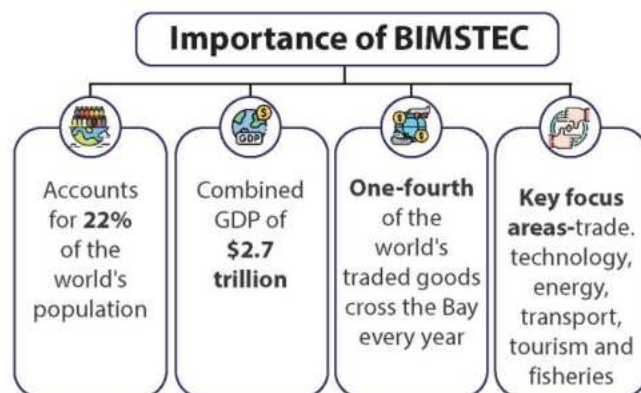 Importance of BIMSTEC
Accounts
for 22%
of the
world's
population
GDP
Combined
GDP of
$2.7
trillion
One-fourth
of the
world's
traded goods
cross the Bay
every year
Key focus
areas-trade.
technology,
energy,
transport,
tourism and
fisheries